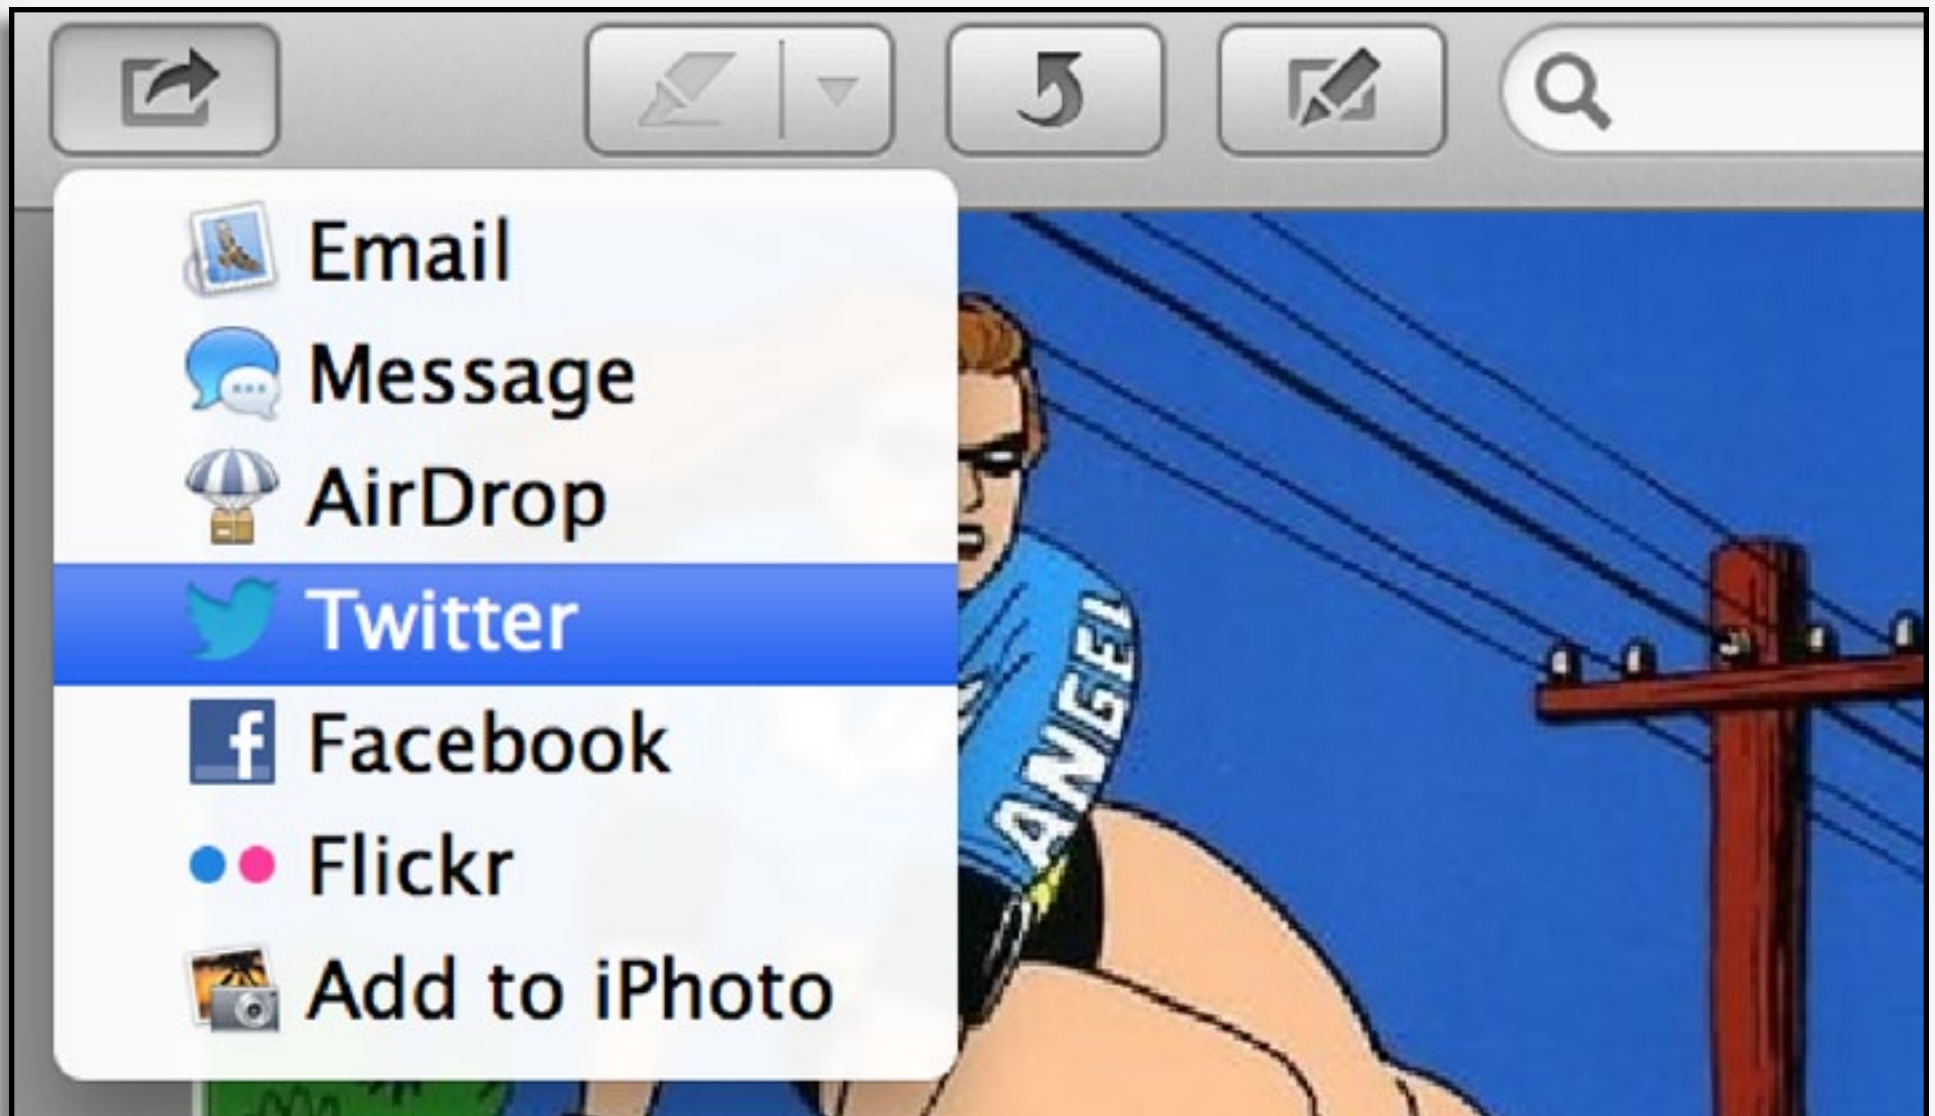 Email
Message
AirDrop
Twitter
Facebook
Flickr
Add to iPhoto
ANGEL